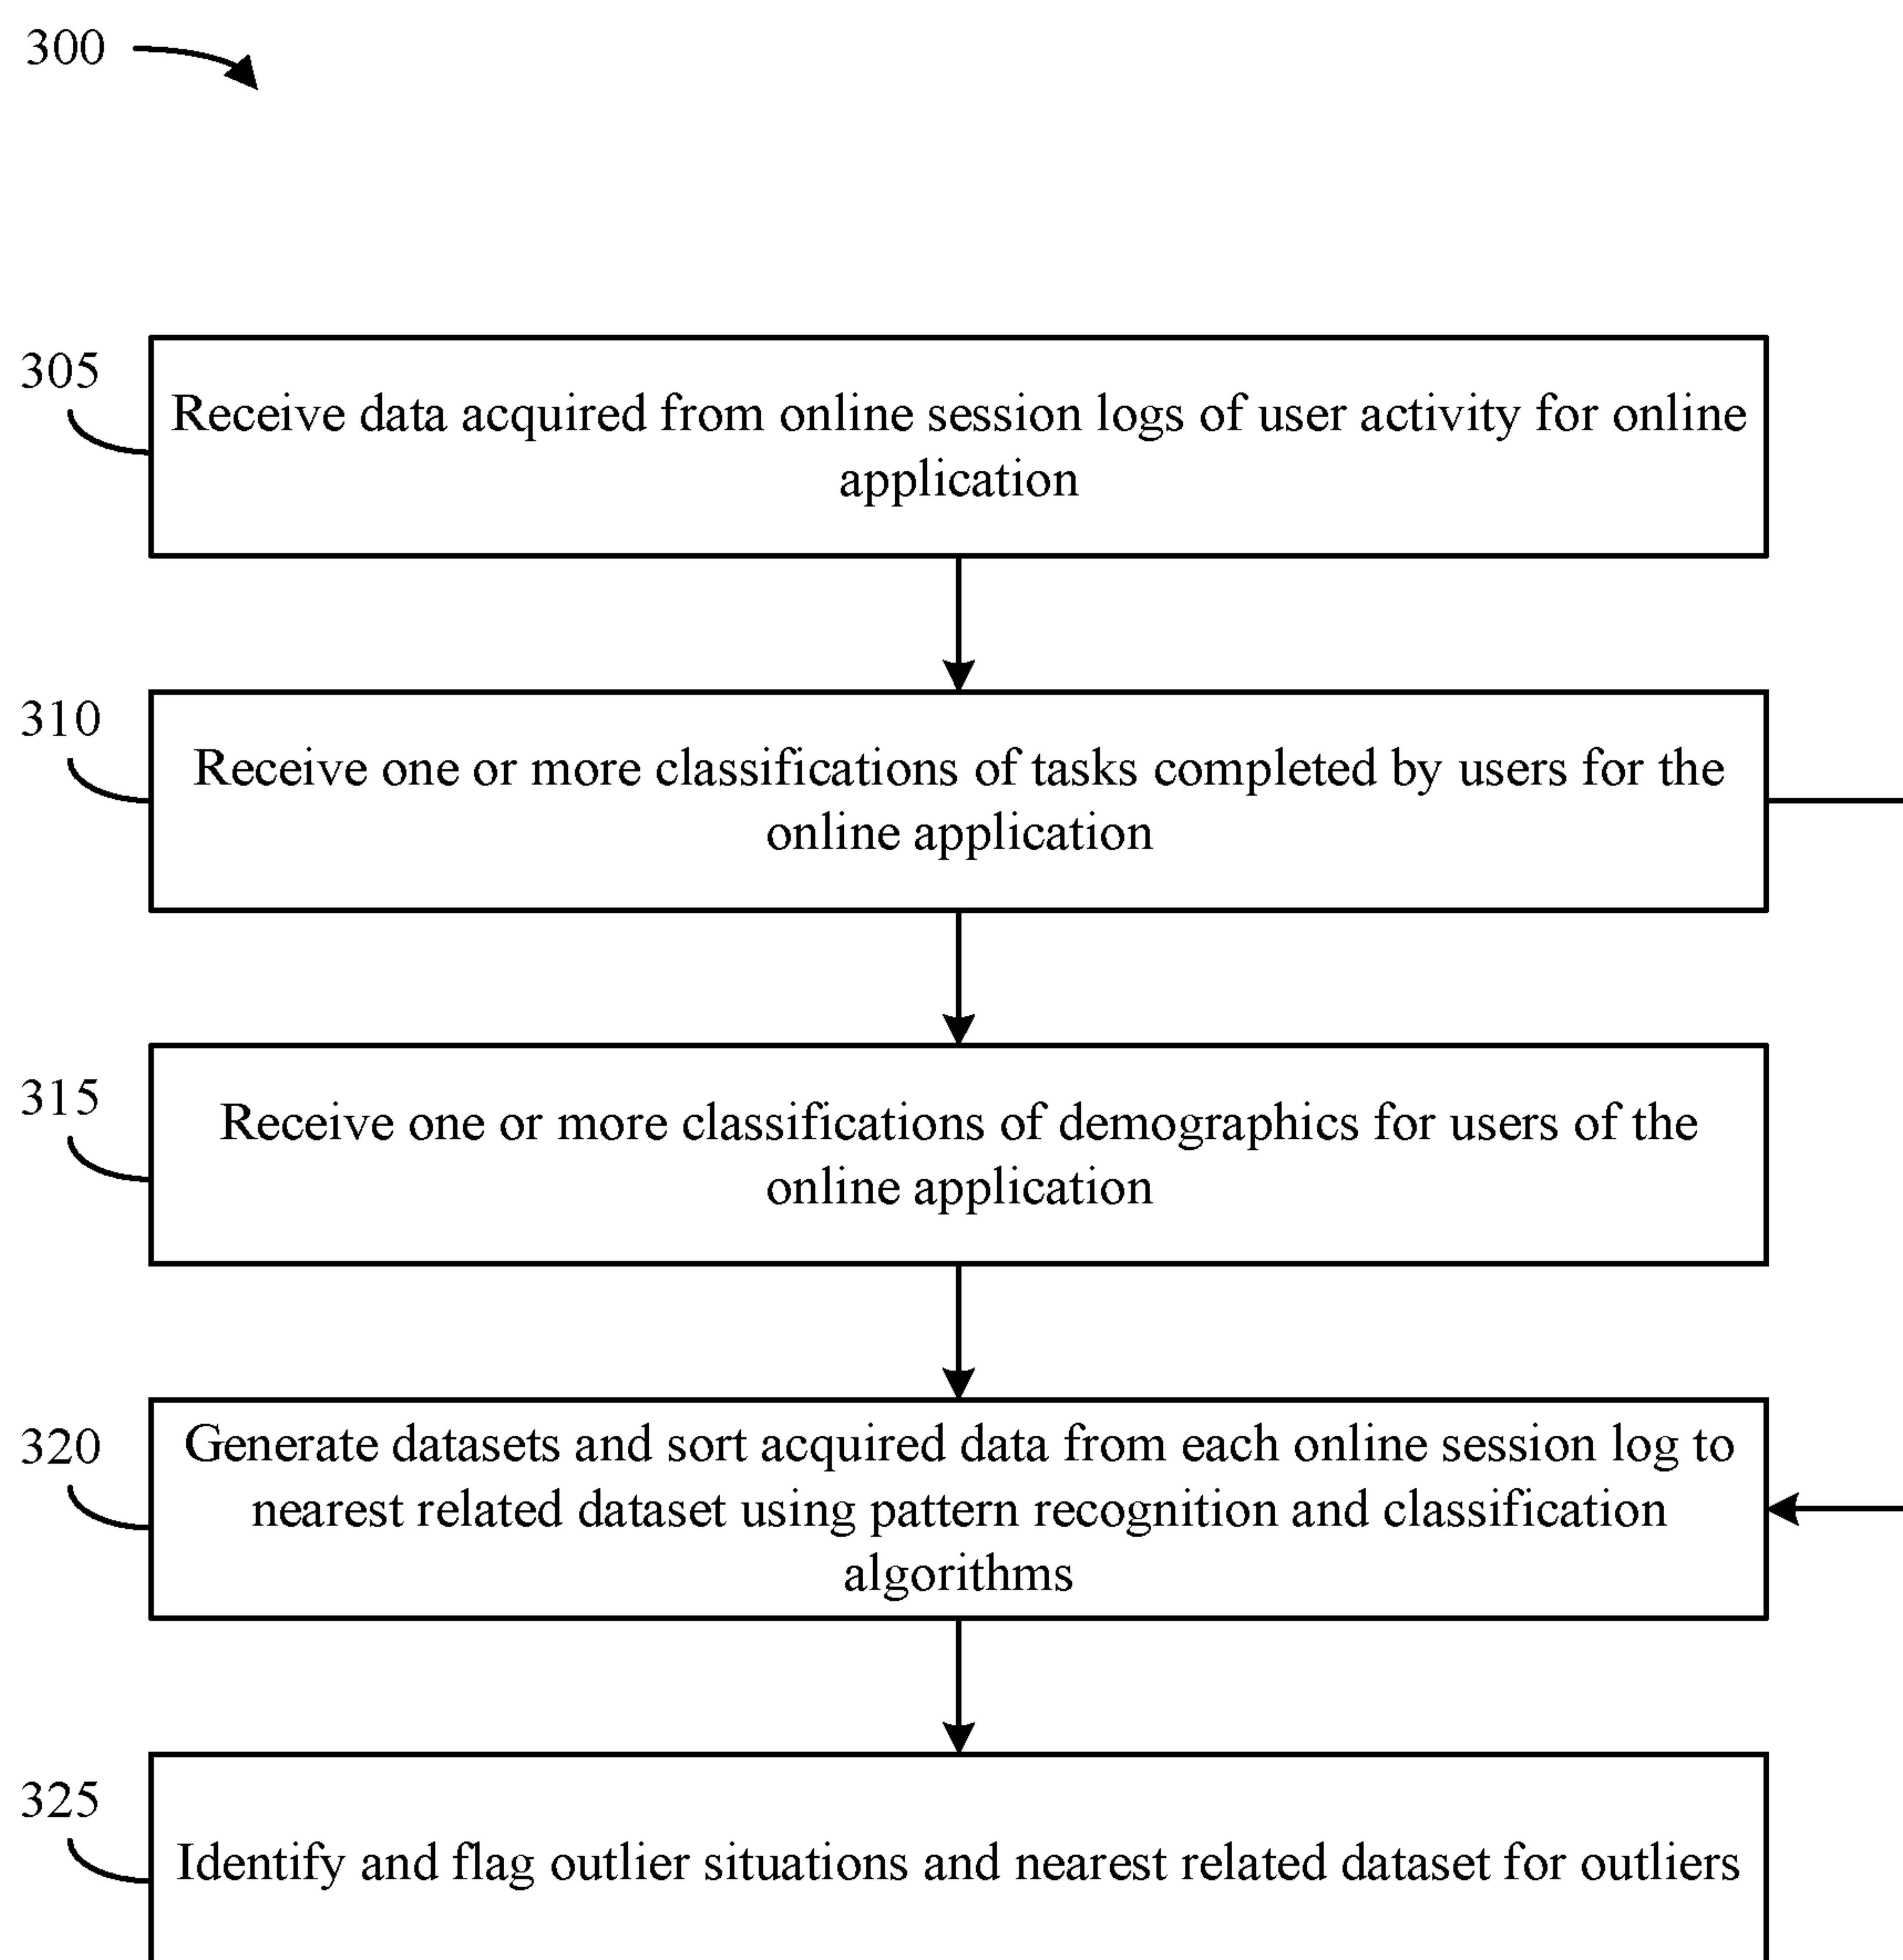 300
305
Receive data acquired from online session logs of user activity for online
application
310
Receive one or more classifications of tasks completed by users for the
online application
315
Receive one or more classifications of demographics for users of the
online application
320
Generate datasets and sort acquired data from each online session log to
nearest related dataset using pattern recognition and classification
algorithms
325
Identify and flag outlier situations and nearest related dataset for outliers